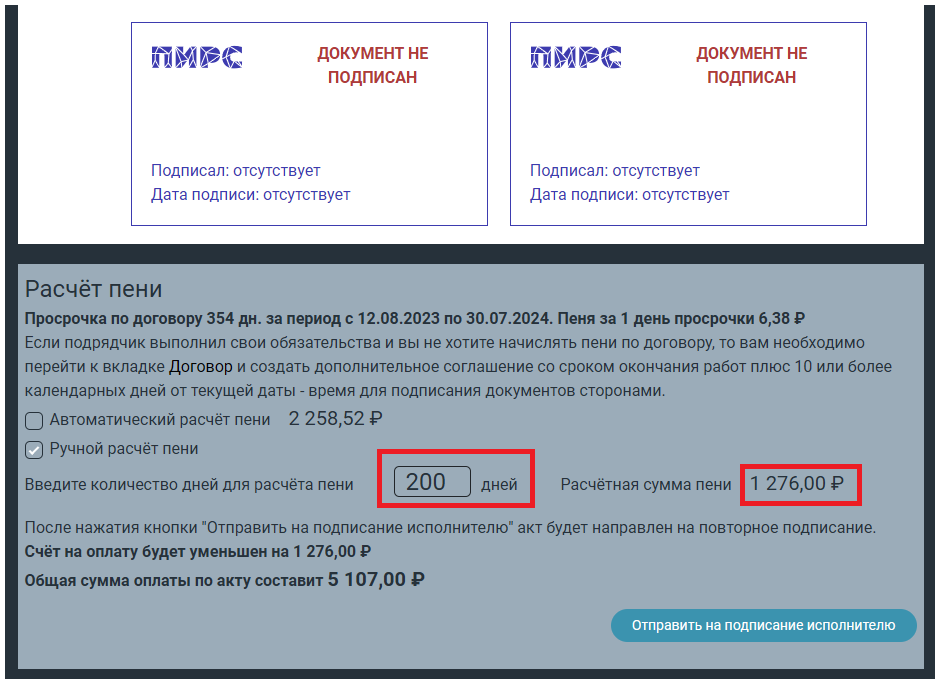 ПИРС
ДОКУМЕНТ НЕ
ПОДПИСАН
Подписал: отсутствует
Дата подписи: отсутствует
ПИРС
ДОКУМЕНТ НЕ
ПОДПИСАН
Подписал: отсутствует
Дата подписи: отсутствует
Расчёт пени
Просрочка по договору 354 дн. за период с 12.08.2023 по 30.07.2024. Пеня за 1 день просрочки 6,38 ₽
Если подрядчик выполнил свои обязательства и вы не хотите начислять пени по договору, то вам необходимо
перейти к вкладке Договор и создать дополнительное соглашение со сроком окончания работ плюс 10 или более
календарных дней от текущей даты - время для подписания документов сторонами.
Автоматический расчёт пени 2 258,52 ₽
Ручной расчёт пени
Введите количество дней для расчёта пени 200 дней Расчётная сумма пени 1 276,00 ₽
После нажатия кнопки "Отправить на подписание исполнителю" акт будет направлен на повторное подписание.
Счёт на оплату будет уменьшен на 1 276,00 ₽
Общая сумма оплаты по акту составит 5 107,00 ₽
Отправить на подписание исполнителю